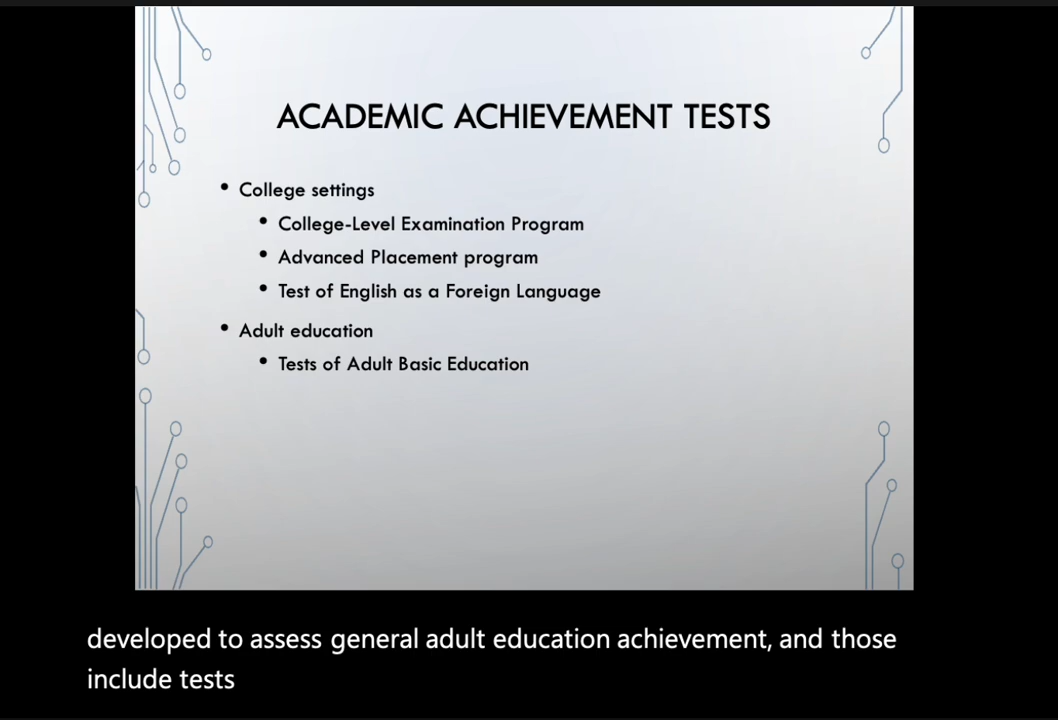 ACADEMIC ACHIEVEMENT TESTS
• College settings
• College-Level Examination Program
• Advanced Placement program
• Test of English as a Foreign Language
• Adult education
• Tests of Adult Basic Education
developed to assess general adult education achievement, and those
include tests